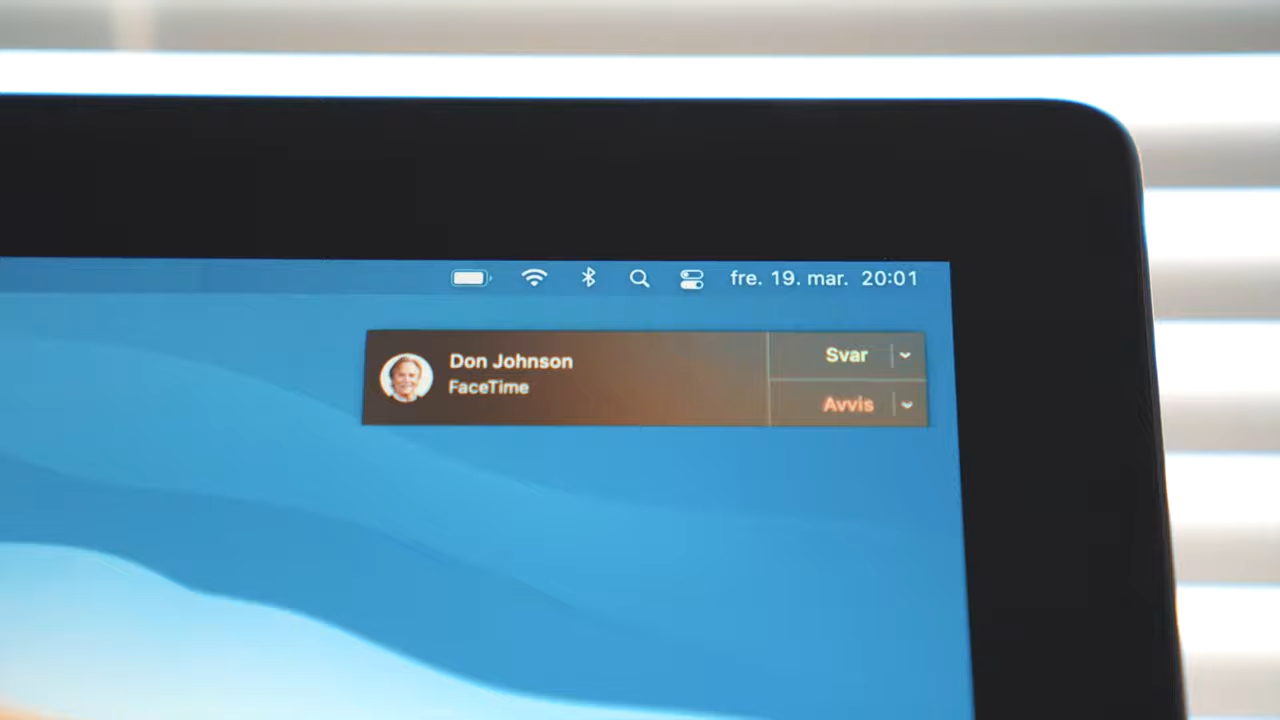 fre. 19. mar. 20:01
Don Johnson
FaceTime
Svar
Avvis